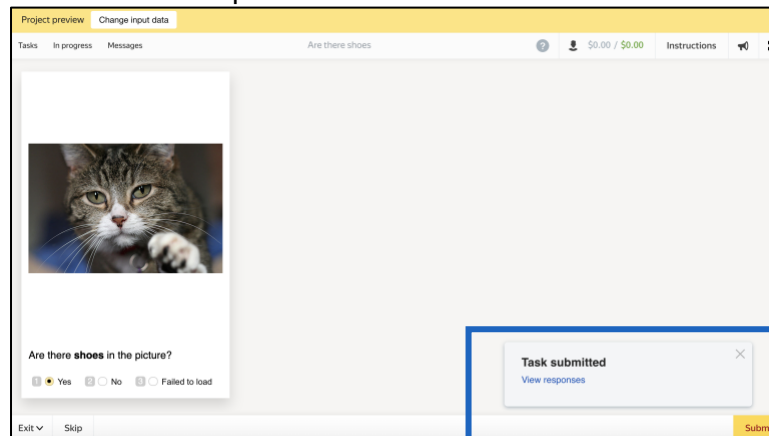 Project preview Change input data
Tasks In progress Messages Are there shoes ? $0.00 / $0.00 Instructions
Are there shoes in the picture?
1 Yes 2 No 3 Failed to load
Task submitted
View responses
Exit Skip Subm